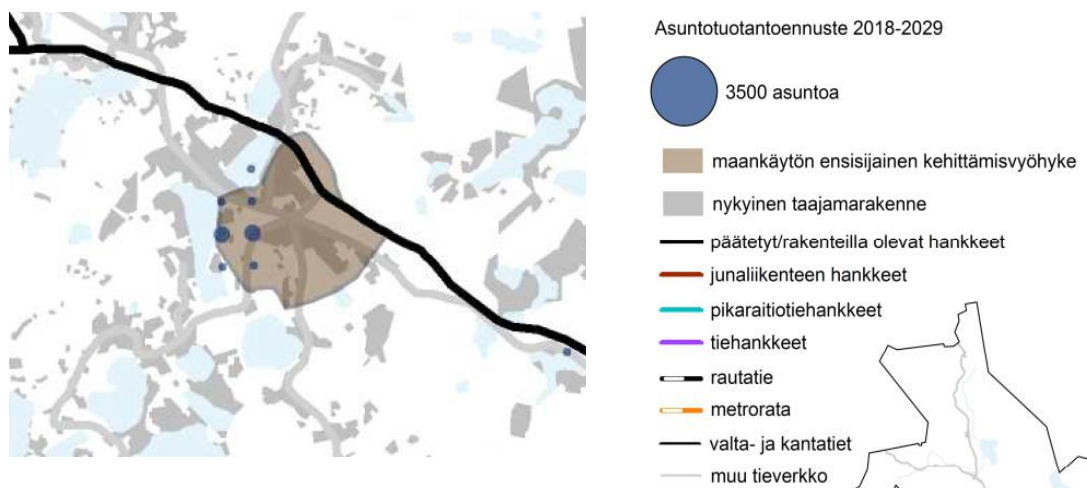 Asuntotuotantoennuste 2018-2029
3500 asuntoa
maankäytön ensisijainen kehittämisvyöhyke
nykyinen taajamarakenne
päätetyt/rakenteilla olevat hankkeet
junaliikenteen hankkeet
pikaraitiotiehankkeet
tiehankkeet
rautatie
metrorata
valta- ja kantatiet
muu tieverkko